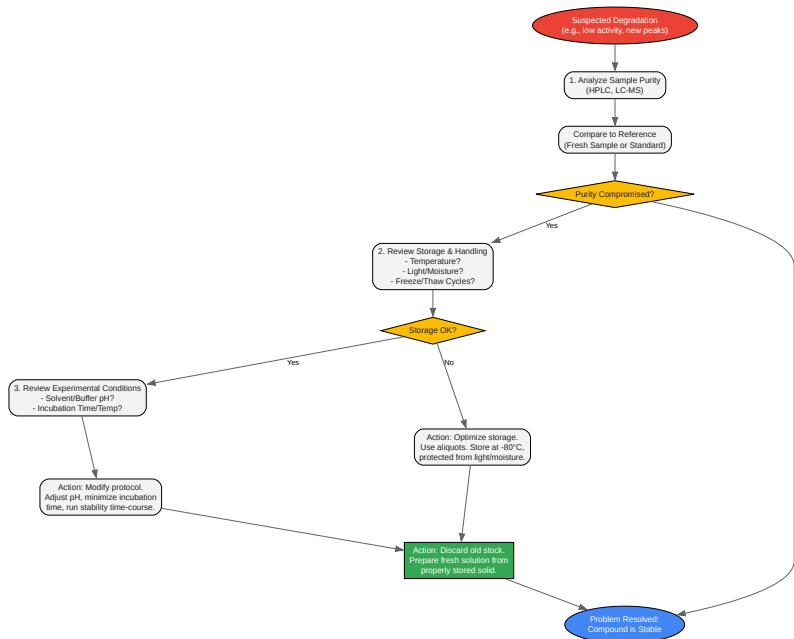 Suspected Degradation
(e.g., low activity, new peaks)
1. Analyze Sample Purity
(HPLC, LC-MS)
Compare to Reference
(Fresh Sample or Standard)
Purity Compromised?
Yes
2. Review Storage & Handling
- Temperature?
- Light/Moisture?
- Freeze/Thaw Cycles?
Storage OK?
Yes
No
3. Review Experimental Conditions
- Solvent/Buffer pH?
- Incubation Time/Temp?
Action: Optimize storage.
Use aliquots. Store at -80°C,
protected from light/moisture.
Action: Modify protocol.
Adjust pH, minimize incubation
time, run stability time-course.
Action: Discard old stock.
Prepare fresh solution from
properly stored solid.
Problem Resolved:
Compound is Stable